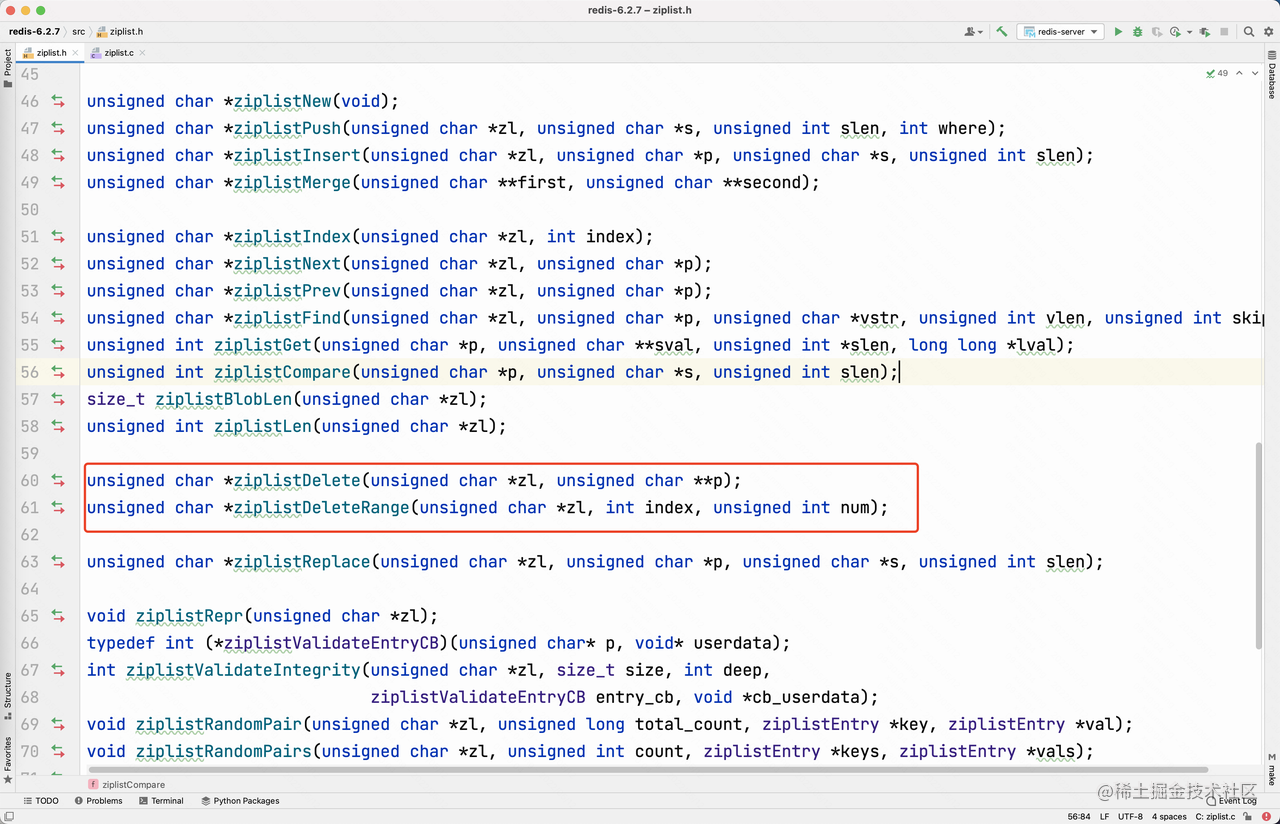 redis-6.2.7 – ziplist.h
redis-6.2.7 src ziplist.h
redis-server
ziplist.h ziplist.c
Project
Database
49
45
46 unsigned char *ziplistNew(void);
47 unsigned char *ziplistPush(unsigned char *zl, unsigned char *s, unsigned int slen, int where);
48 unsigned char *ziplistInsert(unsigned char *zl, unsigned char *p, unsigned char *s, unsigned int slen);
49 unsigned char *ziplistMerge(unsigned char **first, unsigned char **second);
50
51 unsigned char *ziplistIndex(unsigned char *zl, int index);
52 unsigned char *ziplistNext(unsigned char *zl, unsigned char *p);
53 unsigned char *ziplistPrev(unsigned char *zl, unsigned char *p);
54 unsigned char *ziplistFind(unsigned char *zl, unsigned char *p, unsigned char *vstr, unsigned int vlen, unsigned int skip
55 unsigned int ziplistGet(unsigned char *p, unsigned char **sval, unsigned int *slen, long long *lval);
56 unsigned int ziplistCompare(unsigned char *p, unsigned char *s, unsigned int slen);
57 size_t ziplistBlobLen(unsigned char *zl);
58 unsigned int ziplistLen(unsigned char *zl);
59
60 unsigned char *ziplistDelete(unsigned char *zl, unsigned char **p);
61 unsigned char *ziplistDeleteRange(unsigned char *zl, int index, unsigned int num);
62
63 unsigned char *ziplistReplace(unsigned char *zl, unsigned char *p, unsigned char *s, unsigned int slen);
64
65 void ziplistRepr(unsigned char *zl);
66 typedef int (*ziplistValidateEntryCB)(unsigned char* p, void* userdata);
67 int ziplistValidateIntegrity(unsigned char *zl, size_t size, int deep,
68 ziplistValidateEntryCB entry_cb, void *cb_userdata);
69 void ziplistRandomPair(unsigned char *zl, unsigned long total_count, ziplistEntry *key, ziplistEntry *val);
70 void ziplistRandomPairs(unsigned char *zl, unsigned int count, ziplistEntry *keys, ziplistEntry *vals);
71
Structure
Favorites
make
f ziplistCompare
@稀土掘金技术社区
TODO Problems Terminal Python Packages Event Log
56:84 LF UTF-8 4 spaces C: ziplist.c